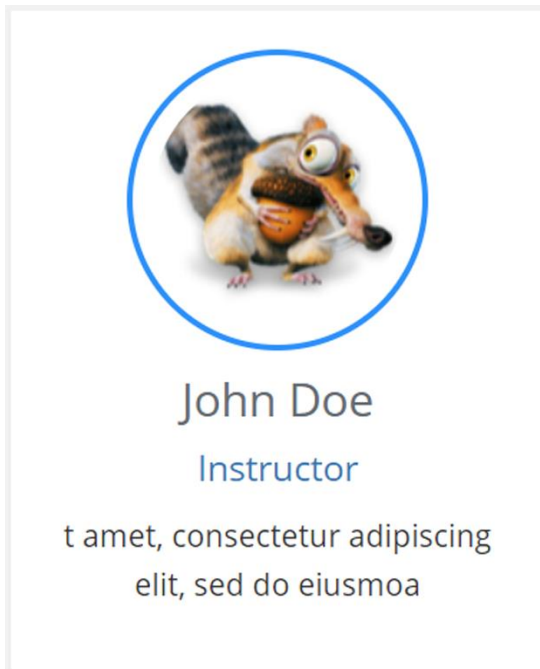 John Doe
Instructor
t amet, consectetur adipiscing
elit, sed do eiusmoa